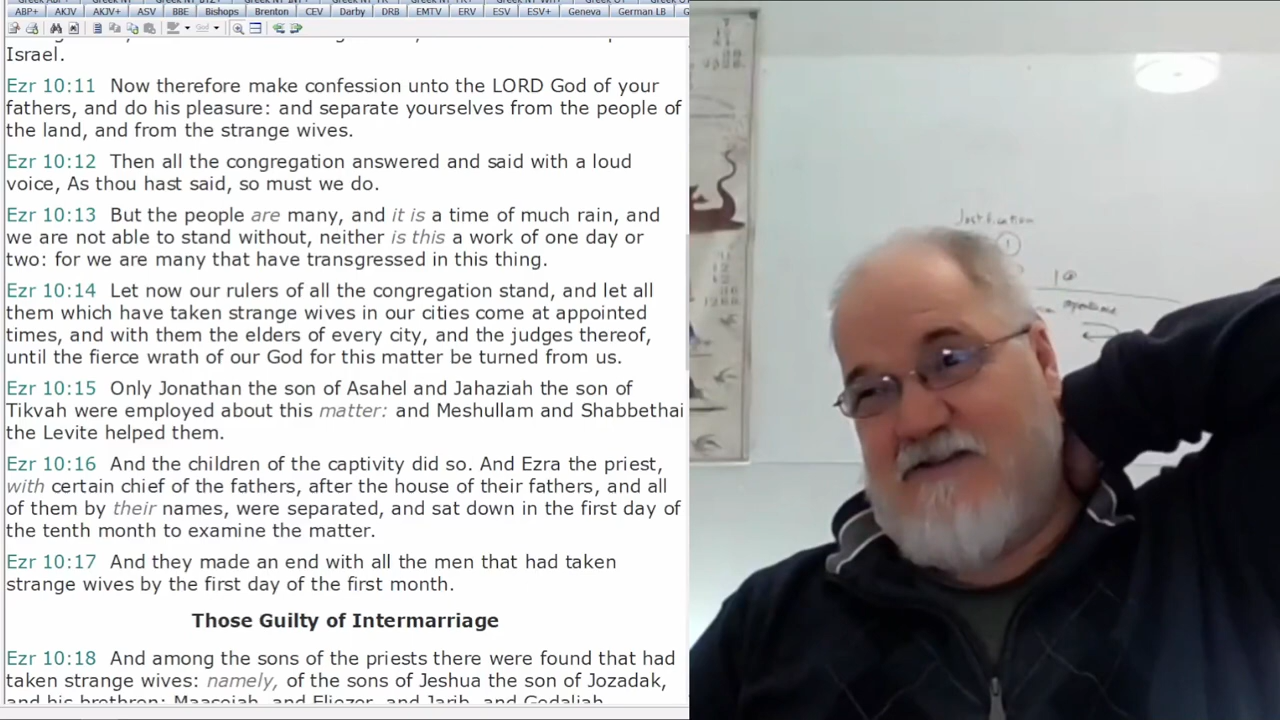 ABP+ AKJV AKJV+ ASV BBE Bishops Brenton CEV Darby DRB EMTV ERV ESV ESV+ Geneva German LB
Israel.
Ezr 10:11 Now therefore make confession unto the LORD God of your
fathers, and do his pleasure: and separate yourselves from the people of
the land, and from the strange wives.
Ezr 10:12 Then all the congregation answered and said with a loud
voice, As thou hast said, so must we do.
Ezr 10:13 But the people are many, and it is a time of much rain, and
we are not able to stand without, neither is this a work of one day or
two: for we are many that have transgressed in this thing.
Ezr 10:14 Let now our rulers of all the congregation stand, and let all
them which have taken strange wives in our cities come at appointed
times, and with them the elders of every city, and the judges thereof,
until the fierce wrath of our God for this matter be turned from us.
Ezr 10:15 Only Jonathan the son of Asahel and Jahaziah the son of
Tikvah were employed about this matter: and Meshullam and Shabbethai
the Levite helped them.
Ezr 10:16 And the children of the captivity did so. And Ezra the priest,
with certain chief of the fathers, after the house of their fathers, and all
of them by their names, were separated, and sat down in the first day of
the tenth month to examine the matter.
Ezr 10:17 And they made an end with all the men that had taken
strange wives by the first day of the first month.
Those Guilty of Intermarriage
Ezr 10:18 And among the sons of the priests there were found that had
taken strange wives: namely, of the sons of Jeshua the son of Jozadak,
and his brethren; Maaseiah, and Eliezer, and Jarib, and Gedaliah.
Justification
1